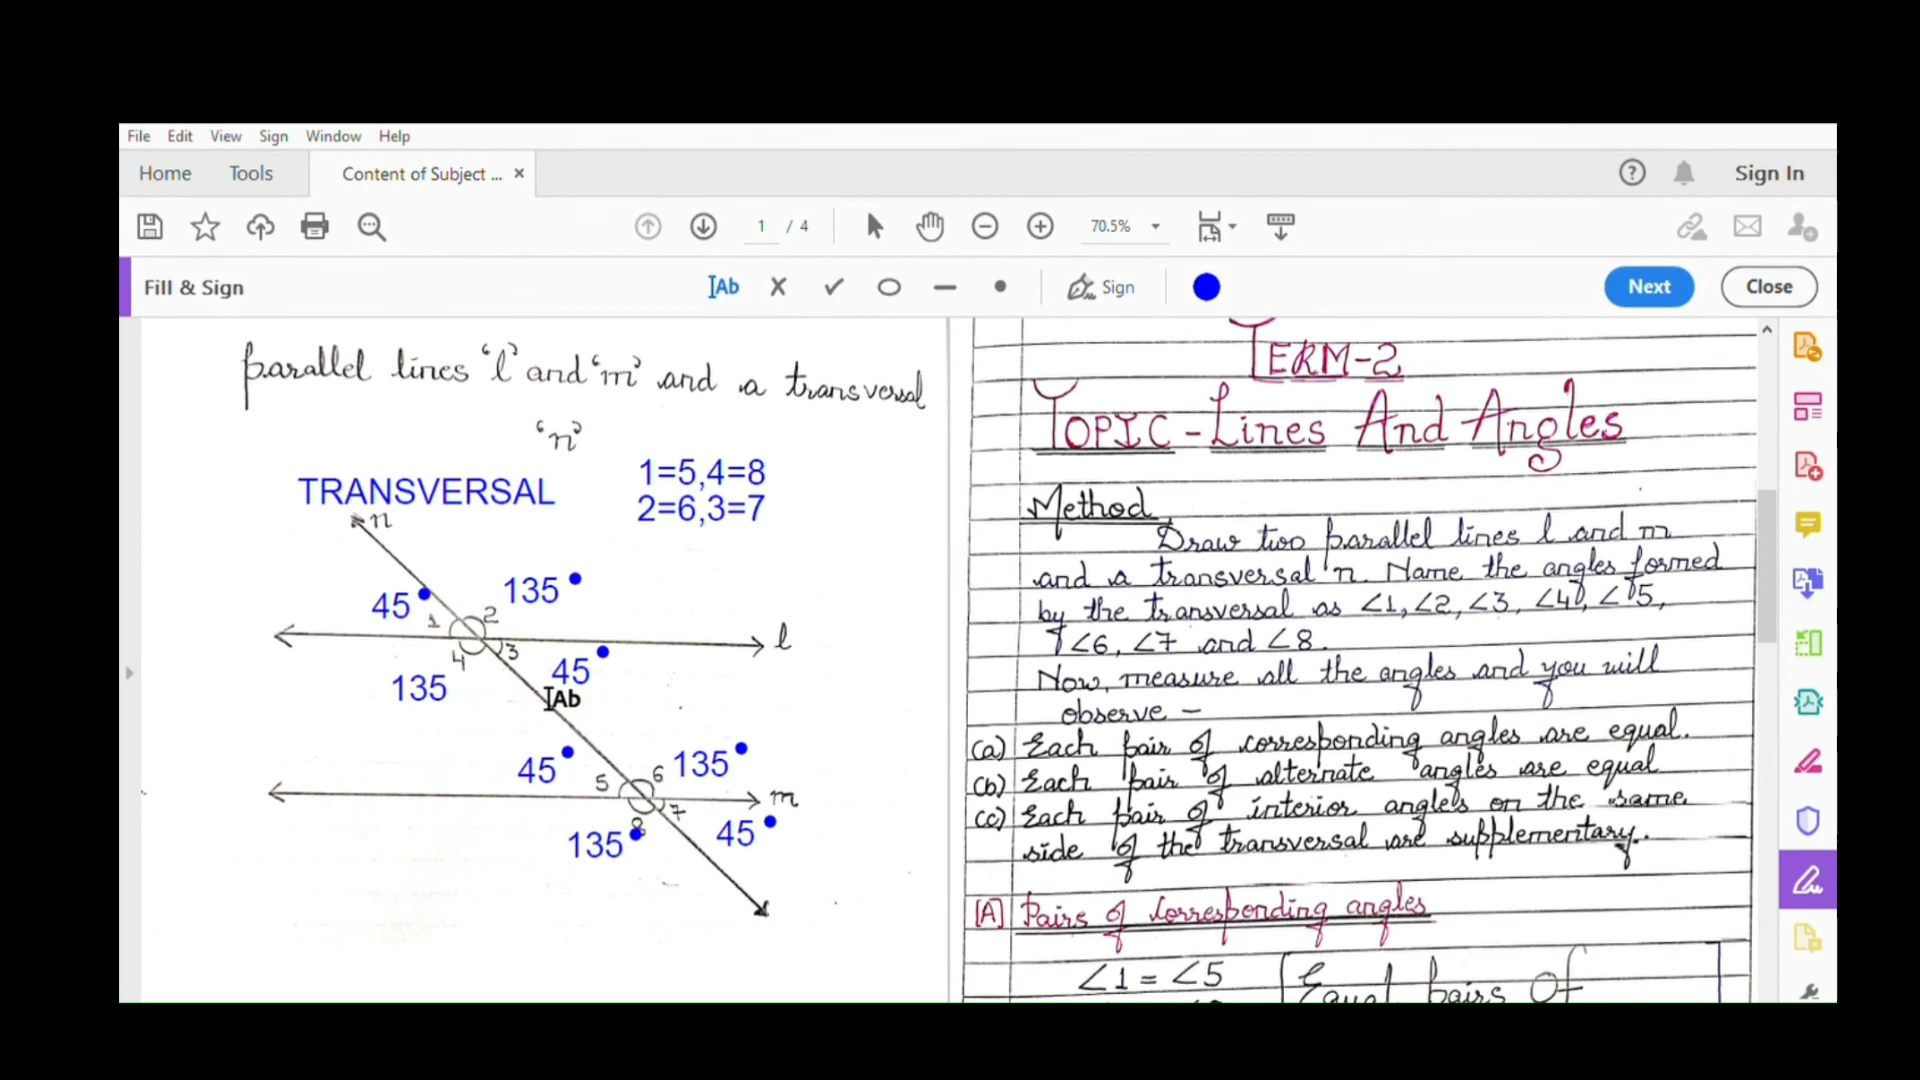 File Edit View Sign Window Help
Home Tools Content of Subject ... × Sign In
1 / 4 70.5%
Fill & Sign IAb Sign Next Close
parallel lines 'l' and 'm' and a transversal
'n'
TRANSVERSAL
1=5,4=8
2=6,3=7
n
45 135
1 2
l
4 3
135 45
IAb
45 135
5 6
m
8 7
135 45
TERM-2
TOPIC - Lines And Angles
Method
Draw two parallel lines l and m
and a transversal 'n. Name the angles formed
by the transversal as ∠1, ∠2, ∠3, ∠4, ∠5,
∠6, ∠7 and ∠8.
Now, measure all the angles and you will
observe –
(a) Each pair of corresponding angles are equal.
(b) Each pair of alternate angles are equal
(c) Each pair of interior angles on the same
side of the transversal are supplementary.
[A] Pairs of Corresponding angles
∠1 = ∠5 Equal pairs of